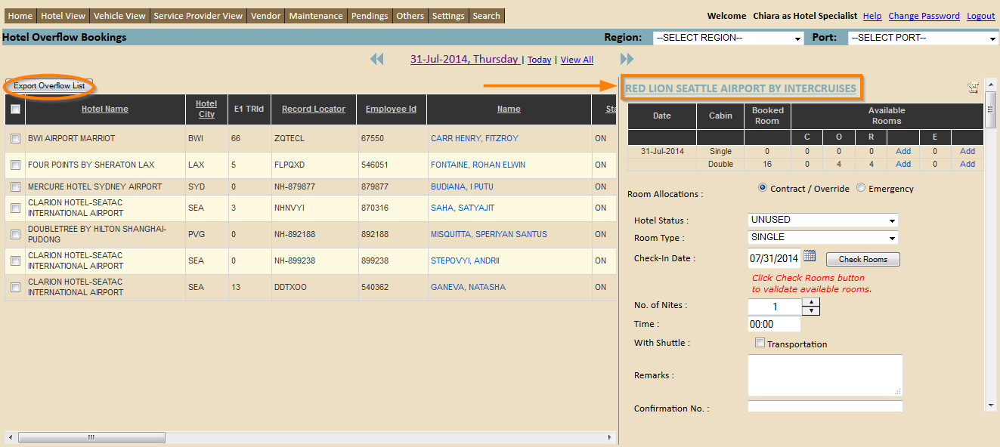 Home Hotel View Vehicle View Service Provider View Vendor Maintenance Pendings Others Settings Search Welcome Chiara as Hotel Specialist Help Change Password Logout
Hotel Overflow Bookings Region: --SELECT REGION-- Port: --SELECT PORT--
31-Jul-2014, Thursday | Today | View All
Export Overflow List
Hotel Name Hotel City E1 TRId Record Locator Employee Id Name Sta
BWI AIRPORT MARRIOT BWI 66 ZQTECL 67550 CARR HENRY, FITZROY ON
FOUR POINTS BY SHERATON LAX LAX 5 FLPQXD 546051 FONTAINE, ROHAN ELWIN ON
MERCURE HOTEL SYDNEY AIRPORT SYD 0 NH-879877 879877 BUDIANA, I PUTU ON
CLARION HOTEL-SEATAC
INTERNATIONAL AIRPORT SEA 3 NHNVYI 870316 SAHA, SATYAJIT ON
DOUBLETREE BY HILTON SHANGHAI-
PUDONG PVG 0 NH-892188 892188 MISQUITTA, SPERIYAN SANTUS ON
CLARION HOTEL-SEATAC
INTERNATIONAL AIRPORT SEA 0 NH-899238 899238 STEPOVYI, ANDRII ON
CLARION HOTEL-SEATAC
INTERNATIONAL AIRPORT SEA 13 DDTXOO 540362 GANEVA, NATASHA ON
RED LION SEATTLE AIRPORT BY INTERCRUISES
Date Cabin Booked Room Available Rooms
C O R E
31-Jul-2014 Single 0 0 0 0 Add 0 Add
Double 16 0 4 4 Add 0 Add
Room Allocations : Contract / Override Emergency
Hotel Status : UNUSED
Room Type : SINGLE
Check-In Date : 07/31/2014 Check Rooms
Click Check Rooms button
to validate available rooms.
No. of Nites : 1
Time : 00:00
With Shuttle : Transportation
Remarks :
Confirmation No. :